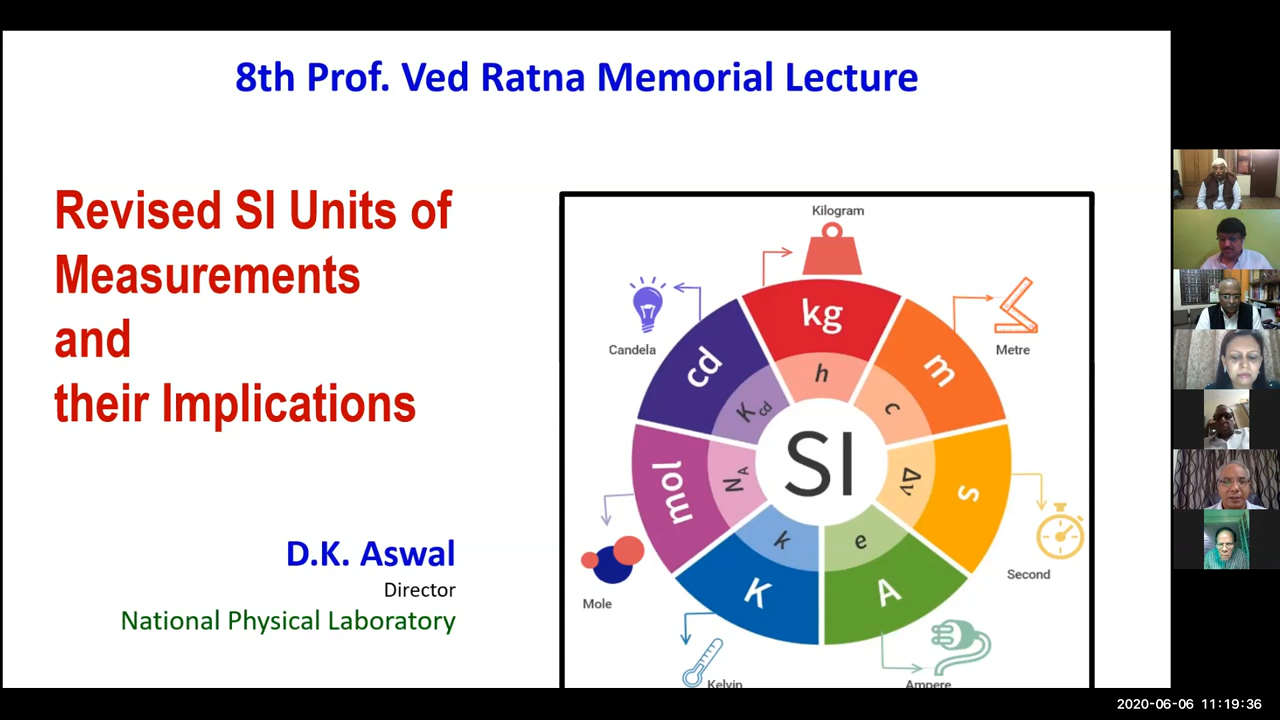 8th Prof. Ved Ratna Memorial Lecture
Revised SI Units of
Measurements
and
their Implications
D.K. Aswal
Director
National Physical Laboratory
Kilogram
Candela
Metre
kg
cd
m
h
Kcd
c
SI
mol
NA
Δν
s
k
e
K
A
Mole
Second
Kelvin
Ampere
2020-06-06 11:19:36